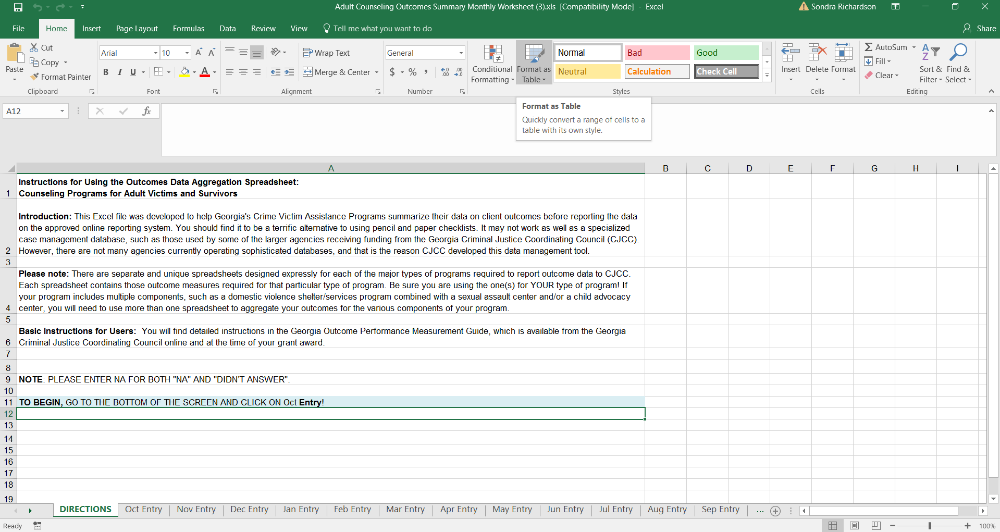 Adult Counseling Outcomes Summary Monthly Worksheet (3).xls [Compatibility Mode] - Excel
Sondra Richardson
File Home Insert Page Layout Formulas Data Review View Tell me what you want to do Share
Paste
Cut
Copy
Format Painter
Clipboard
Arial 10
B I U A
Font
Wrap Text
Merge & Center
Alignment
General
$ % ,
Number
Conditional Formatting
Format as Table
Normal Bad Good
Neutral Calculation Check Cell
Styles
Insert Delete Format
Cells
AutoSum
Fill
Clear
Sort & Filter
Find & Select
Editing
A12 fx
Format as Table
Quickly convert a range of cells to a
table with its own style.
A B C D E F G H I
Instructions for Using the Outcomes Data Aggregation Spreadsheet:
1 Counseling Programs for Adult Victims and Survivors
Introduction: This Excel file was developed to help Georgia's Crime Victim Assistance Programs summarize their data on client outcomes before reporting the data
on the approved online reporting system. You should find it to be a terrific alternative to using pencil and paper checklists. It may not work as well as a specialized
case management database, such as those used by some of the larger agencies receiving funding from the Georgia Criminal Justice Coordinating Council (CJCC).
2 However, there are not many agencies currently operating sophisticated databases, and that is the reason CJCC developed this data management tool.
3
Please note: There are separate and unique spreadsheets designed expressly for each of the major types of programs required to report outcome data to CJCC.
Each spreadsheet contains those outcome measures required for that particular type of program. Be sure you are using the one(s) for YOUR type of program! If
your program includes multiple components, such as a domestic violence shelter/services program combined with a sexual assault center and/or a child advocacy
4 center, you will need to use more than one spreadsheet to aggregate your outcomes for the various components of your program.
5
Basic Instructions for Users: You will find detailed instructions in the Georgia Outcome Performance Measurement Guide, which is available from the Georgia
6 Criminal Justice Coordinating Council online and at the time of your grant award.
7
8
9 NOTE: PLEASE ENTER NA FOR BOTH "NA" AND "DIDN'T ANSWER".
10
11 TO BEGIN, GO TO THE BOTTOM OF THE SCREEN AND CLICK ON Oct Entry!
12
13
14
15
16
17
18
19
DIRECTIONS Oct Entry Nov Entry Dec Entry Jan Entry Feb Entry Mar Entry Apr Entry May Entry Jun Entry Jul Entry Aug Entry Sep Entry ...
Ready 100%